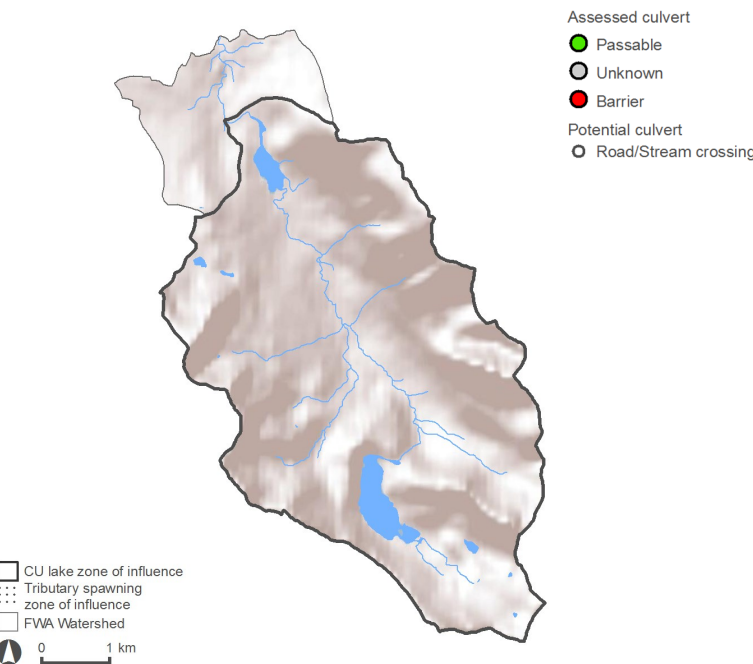 Assessed culvert
Passable
Unknown
Barrier
Potential culvert
Road/Stream crossing
CU lake zone of influence
Tributary spawning
zone of influence
FWA Watershed
0 1 km